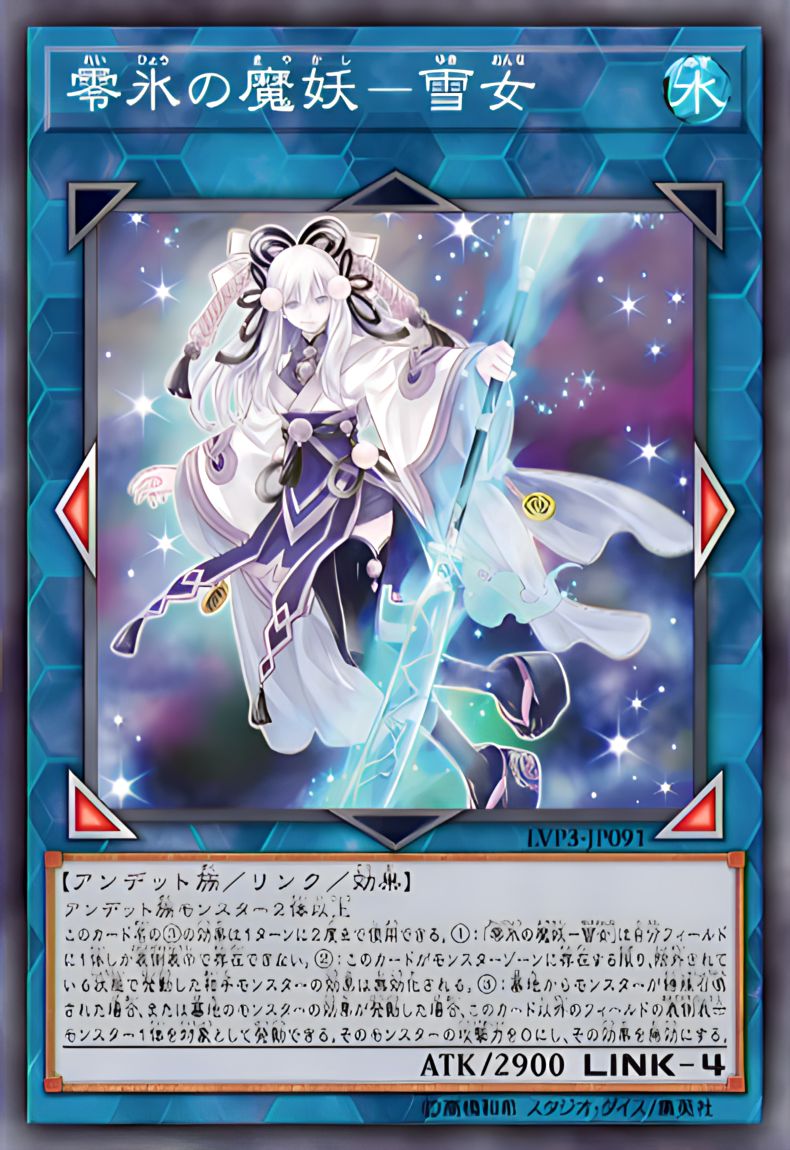 零氷の魔妖－雪女
水
LVP3-JP091
【アンデット族／リンク／効果】
アンデット族モンスター２体以上
このカード名の③の効果は１ターンに２度まで使用できる。①：「零氷の魔妖－雪女」は自分フィールド
に１体しか表側表示で存在できない。②：このカードがモンスターゾーンに存在する限り、除外されて
いる状態で発動した相手モンスターの効果は無効化される。③：墓地からモンスターが特殊召喚
された場合、または墓地のモンスターの効果が発動した場合、このカード以外のフィールドの表側表示
モンスター１体を対象として発動できる。そのモンスターの攻撃力を０にし、その効果を無効にする。
ATK/2900 LINK-4
スタジオ・ダイス/集英社